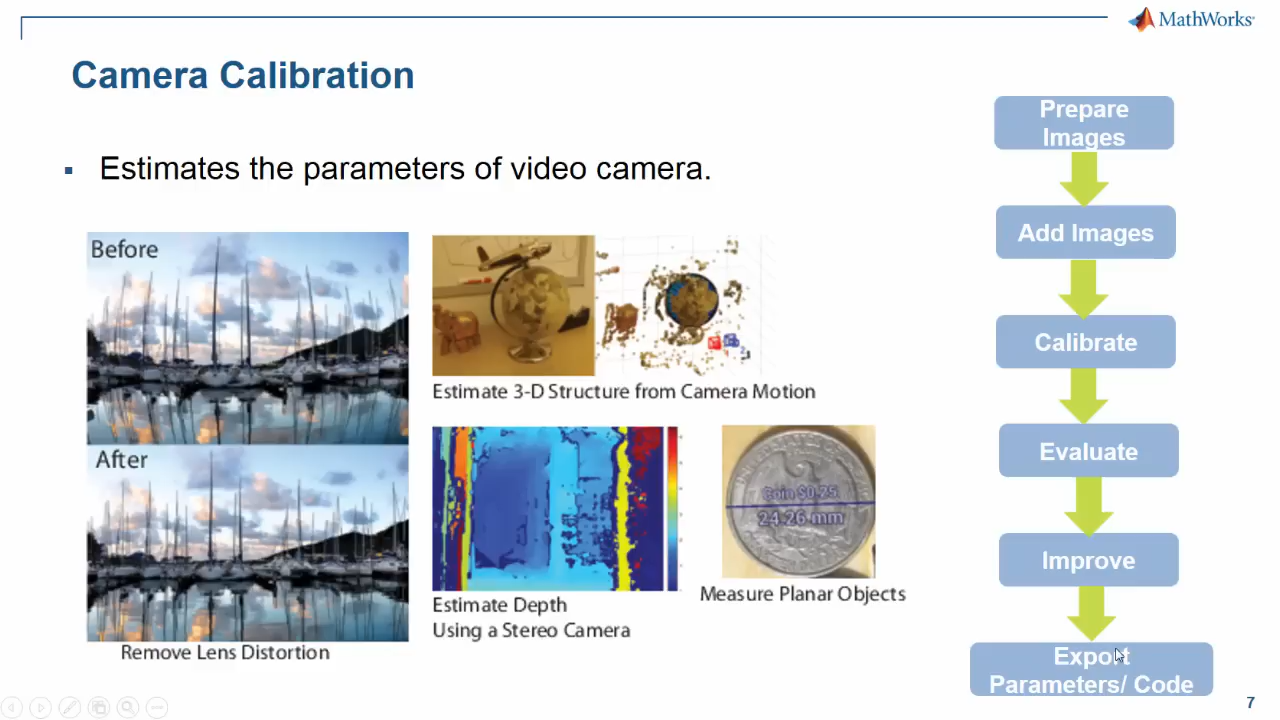 MathWorks
Camera Calibration
Estimates the parameters of video camera.
Before
After
Remove Lens Distortion
Estimate 3-D Structure from Camera Motion
Estimate Depth
Using a Stereo Camera
Coin $0.25
24.26 mm
Measure Planar Objects
Prepare
Images
Add Images
Calibrate
Evaluate
Improve
Export
Parameters/ Code
7